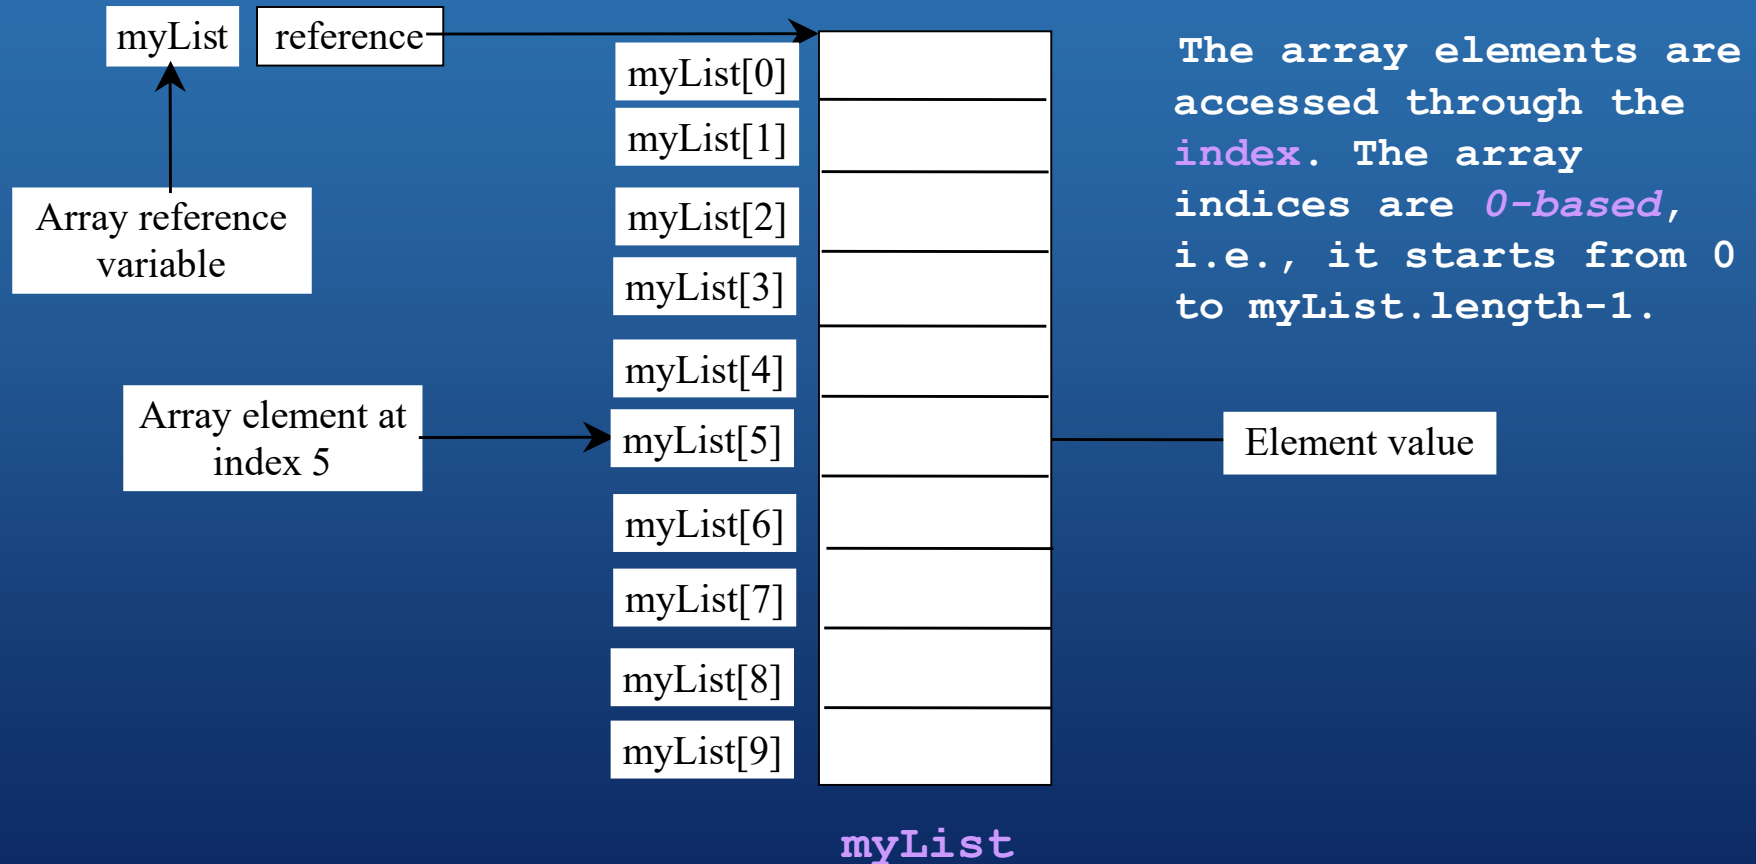 myList
reference
Array reference
variable
Array element at
index 5
myList[0]
myList[1]
myList[2]
myList[3]
myList[4]
myList[5]
myList[6]
myList[7]
myList[8]
myList[9]
myList
The array elements are
accessed through the
index. The array
indices are 0-based,
i.e., it starts from 0
to myList.length-1.
Element value